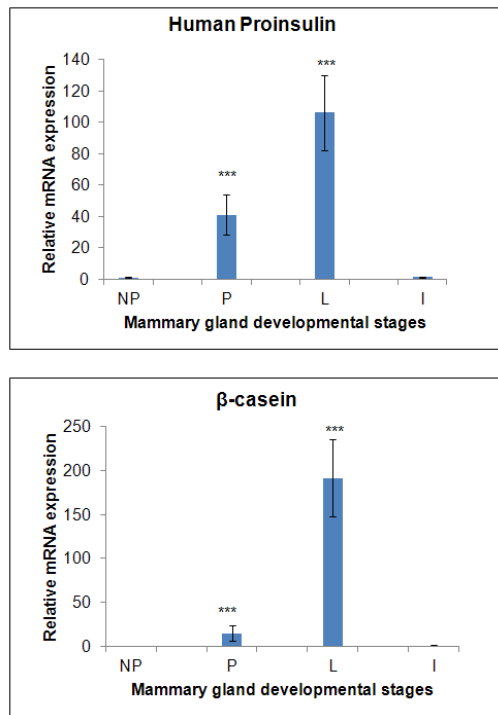 Human Proinsulin
Relative mRNA expression
140
120
100
80
60
40
20
0
***
***
NP P L I
Mammary gland developmental stages
β-casein
Relative mRNA expression
250
200
150
100
50
0
***
***
NP P L I
Mammary gland developmental stages